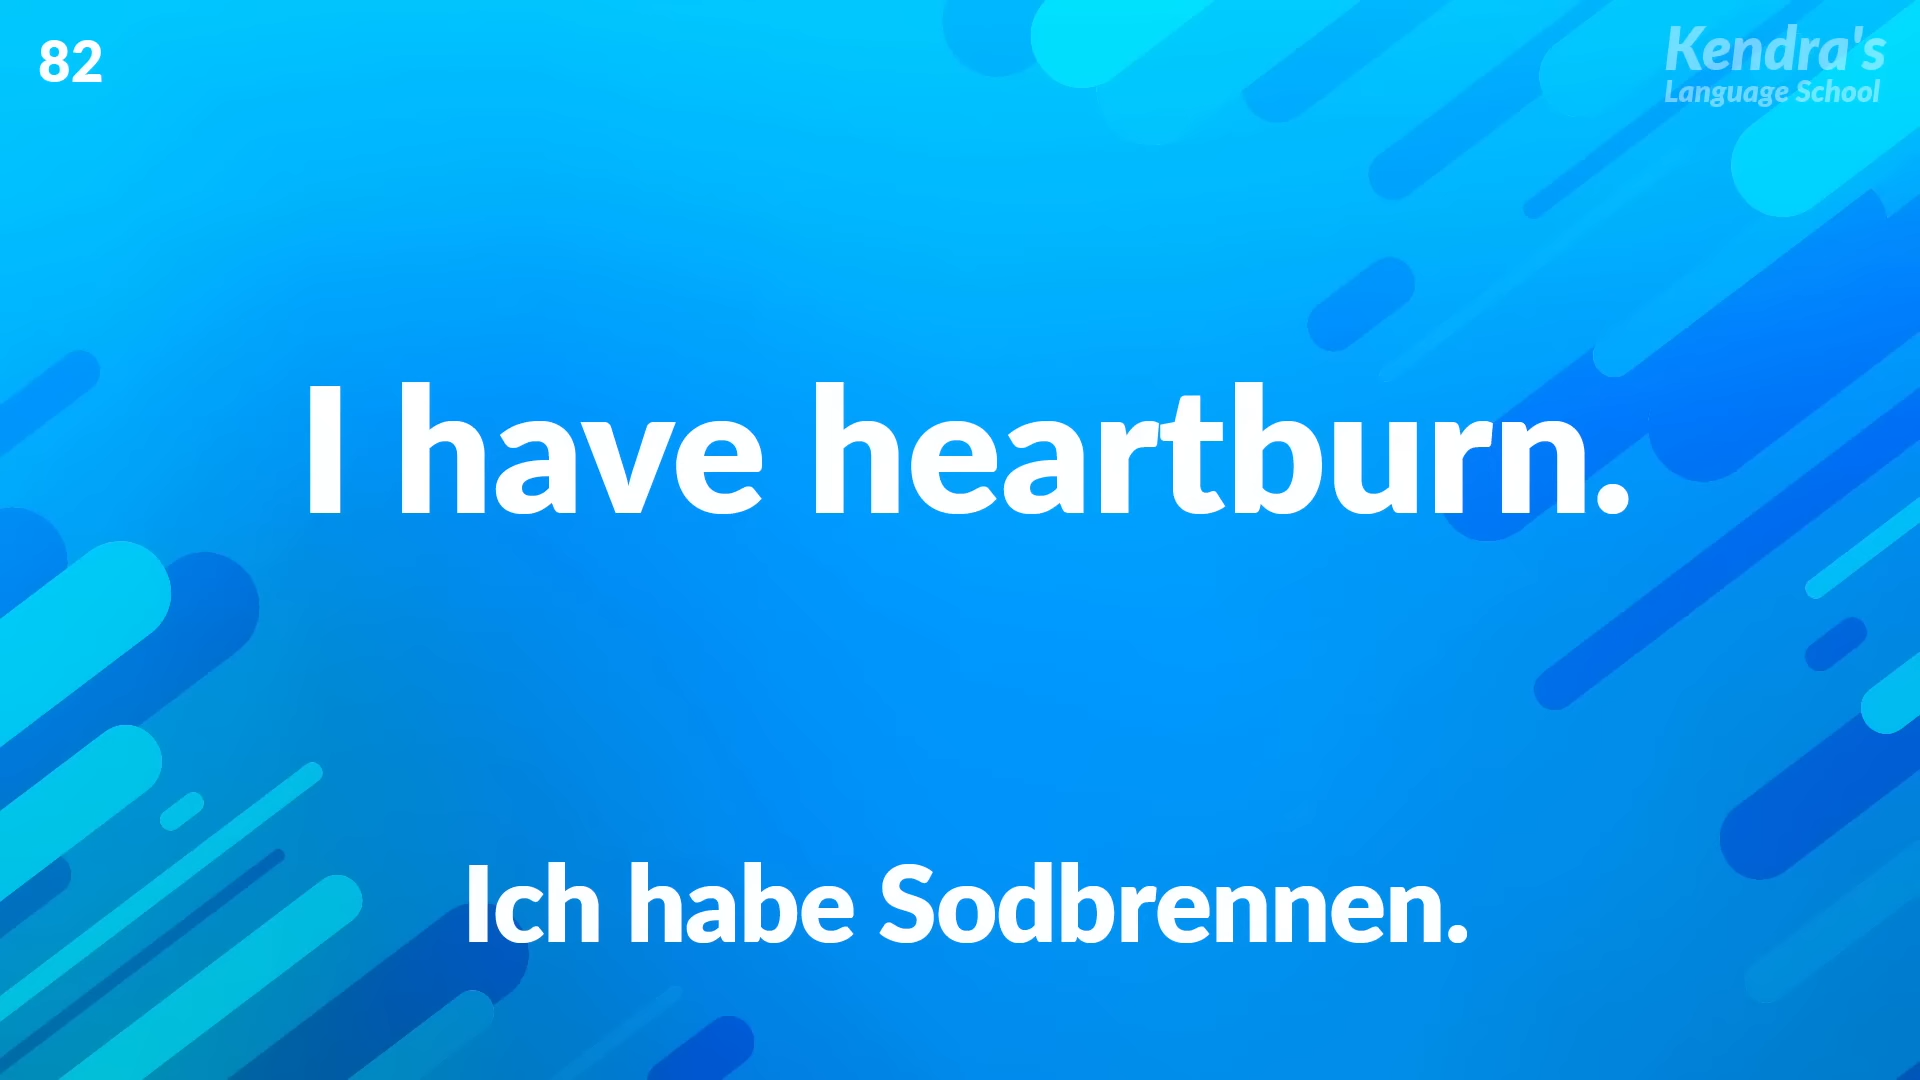 82
Kendra's
Language School
I have heartburn.
Ich habe Sodbrennen.